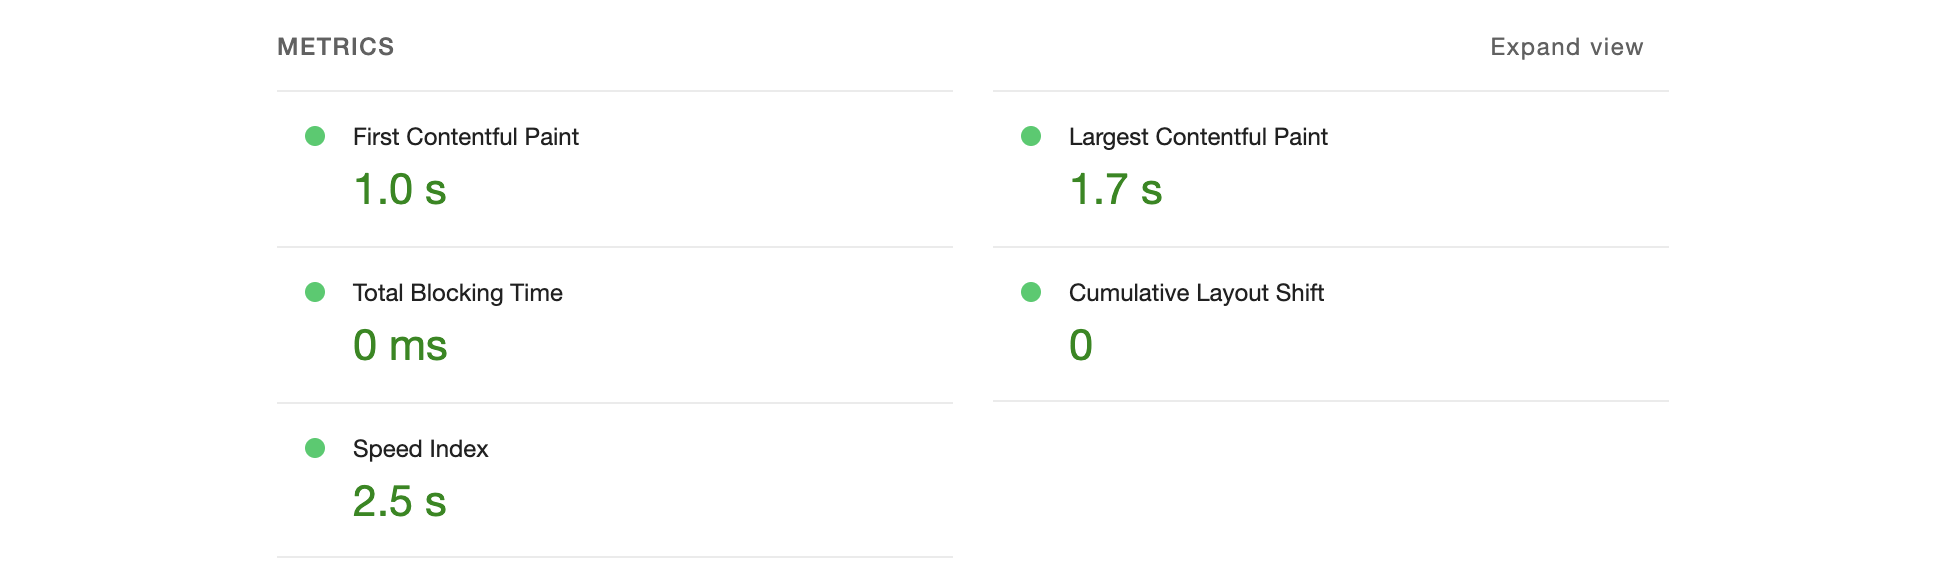 METRICS
Expand view
First Contentful Paint
1.0 s
Largest Contentful Paint
1.7 s
Total Blocking Time
0 ms
Cumulative Layout Shift
0
Speed Index
2.5 s